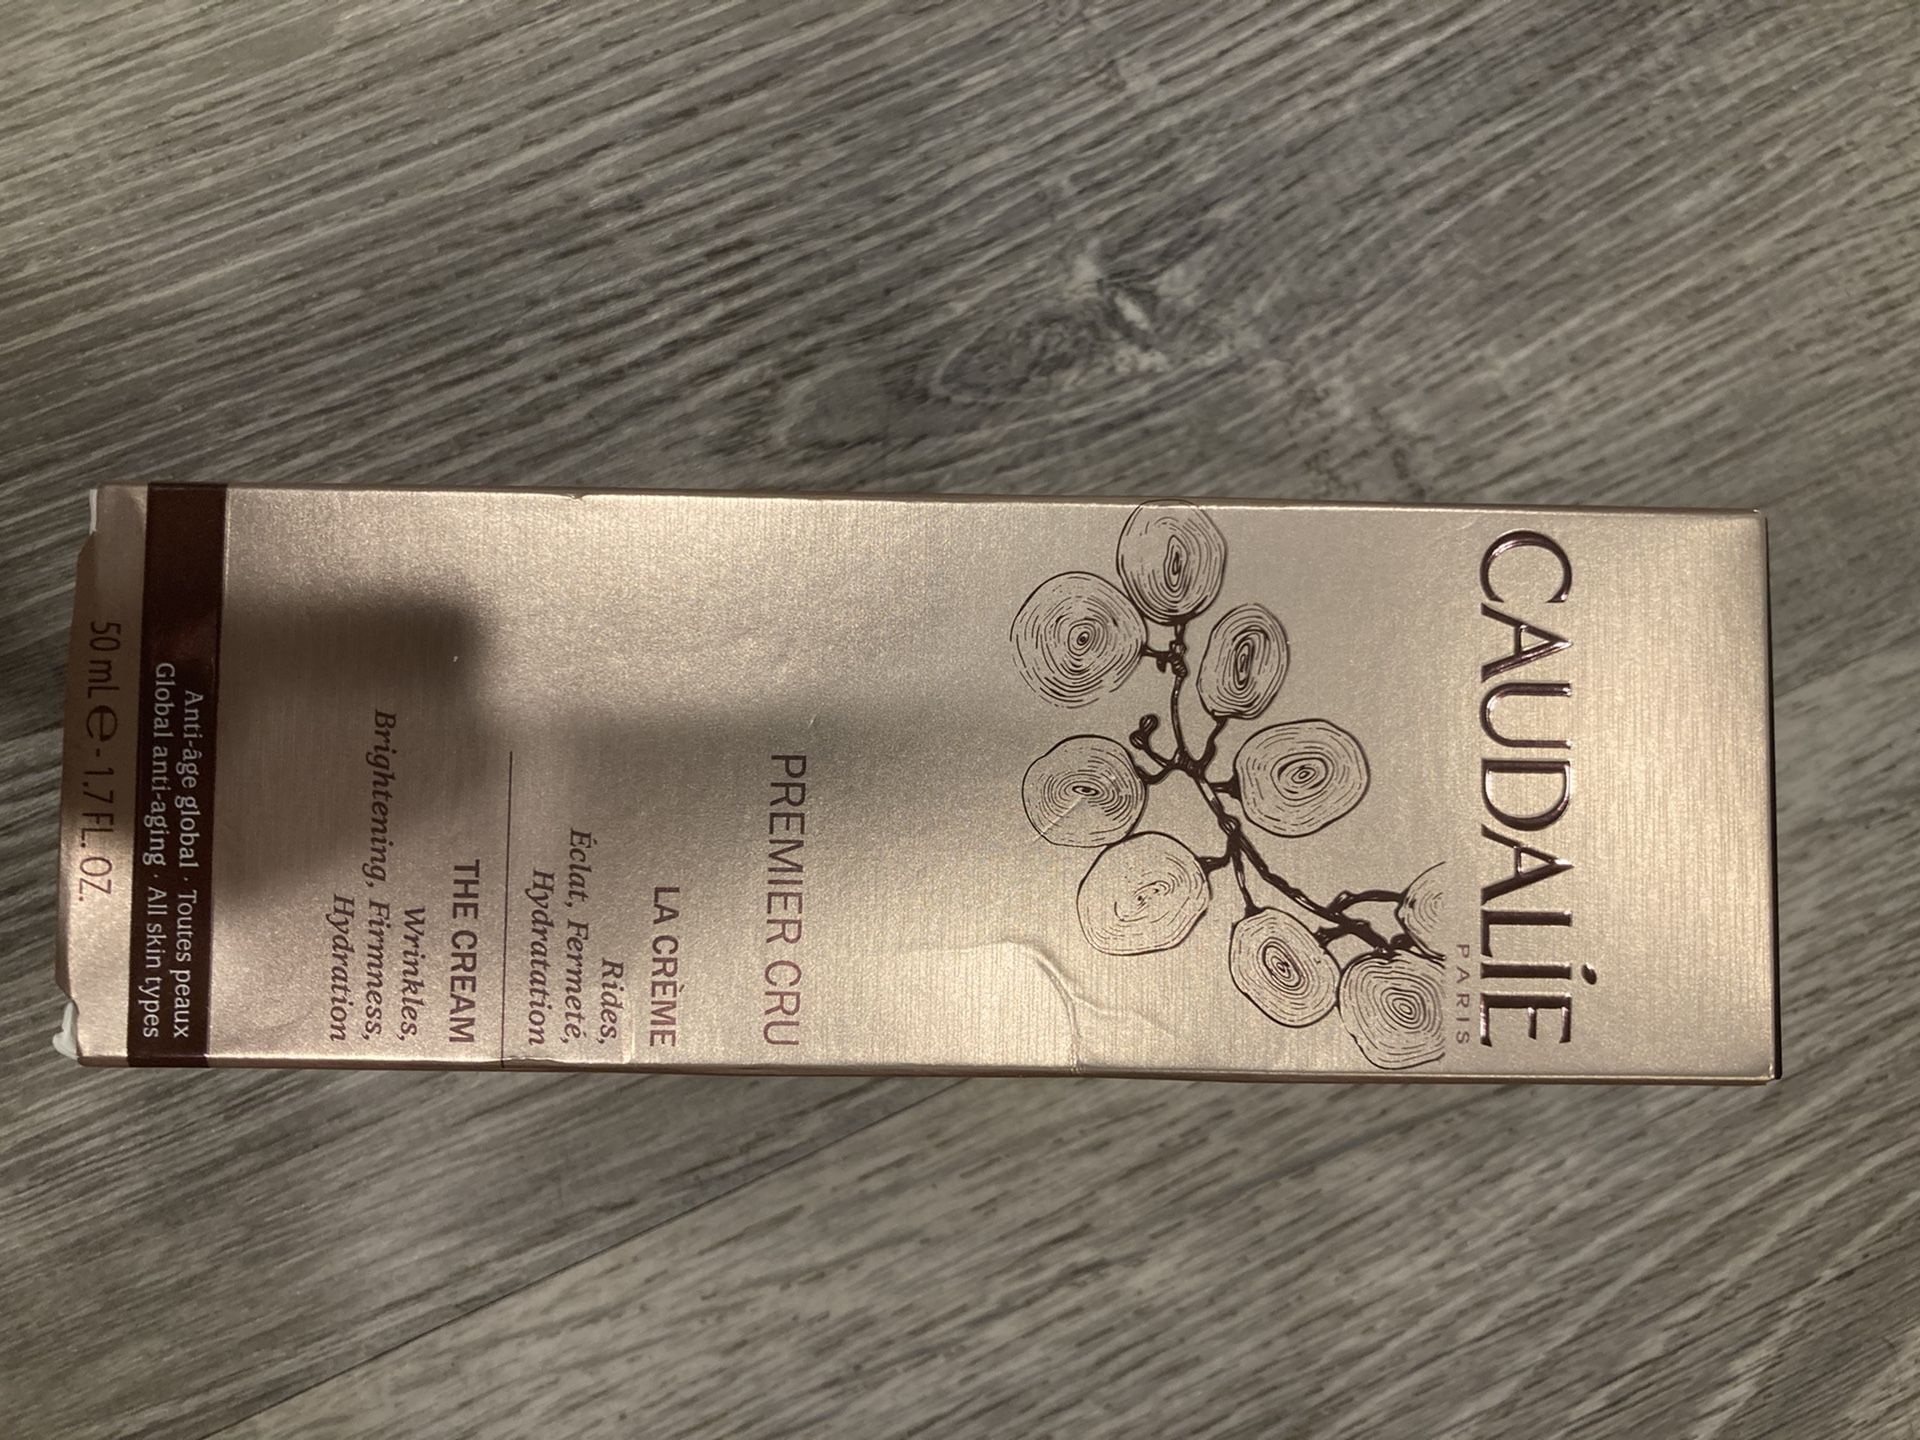 CAUDALÍE
PARIS
PREMIER CRU
LA CRÈME
Rides,
Éclat, Fermeté,
Hydratation
THE CREAM
Wrinkles,
Brightening, Firmness,
Hydration
Anti-âge global · Toutes peaux
Global anti-aging · All skin types
50 mL ℮ - 1.7 FL. OZ.